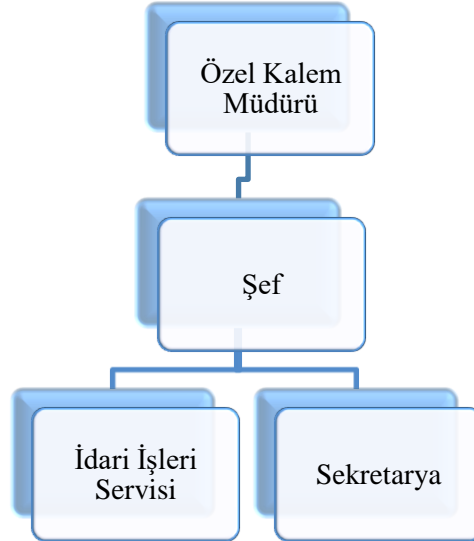 Özel Kalem
Müdürü
Şef
İdari İşleri
Servisi
Sekretarya